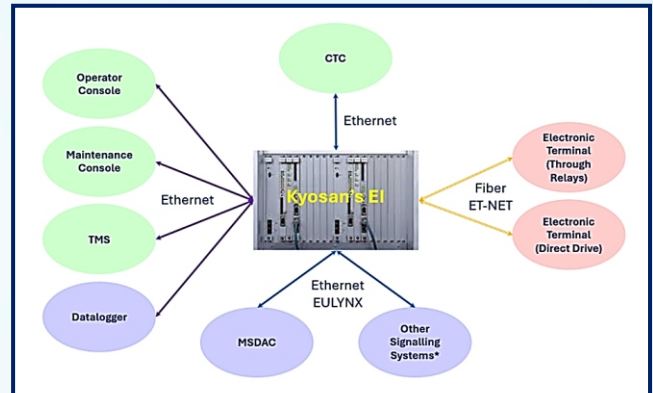 CTC
Operator
Console
Ethernet
Maintenance
Console
Electronic
Terminal
(Through
Relays)
Kyosan's EI
Ethernet
Fiber
ET-NET
TMS
Electronic
Terminal
(Direct Drive)
Datalogger
Ethernet
EULYNX
MSDAC
Other
Signalling
Systems*